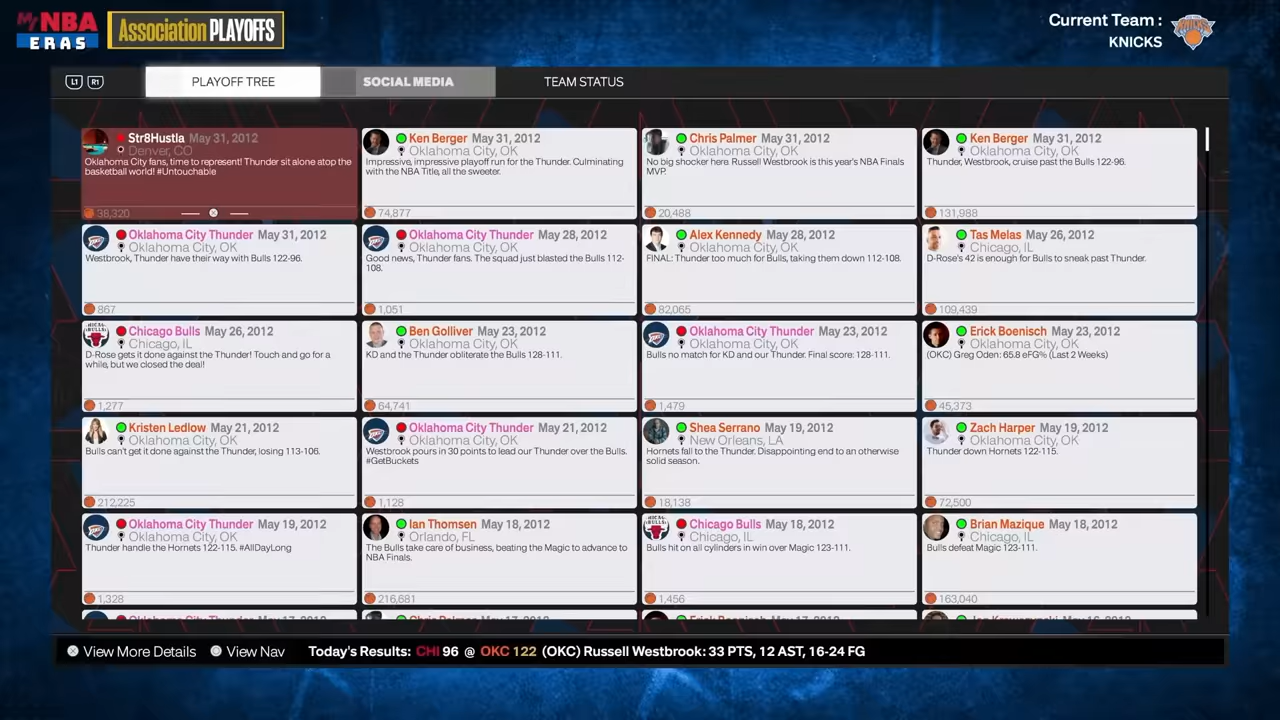 MyNBA
ERAS
Association PLAYOFFS
Current Team :
KNICKS
L1 R1
PLAYOFF TREE
SOCIAL MEDIA
TEAM STATUS
Str8Hustla May 31, 2012
Denver, CO
Oklahoma City fans, time to represent! Thunder sit alone atop the
basketball world! #Untouchable
38,320
Ken Berger May 31, 2012
Oklahoma City, OK
Impressive, impressive playoff run for the Thunder. Culminating
with the NBA Title, all the sweeter.
74,877
Chris Palmer May 31, 2012
Oklahoma City, OK
No big shocker here. Russell Westbrook is this year's NBA Finals
MVP.
20,488
Ken Berger May 31, 2012
Oklahoma City, OK
Thunder, Westbrook, cruise past the Bulls 122-96.
131,988
Oklahoma City Thunder May 31, 2012
Oklahoma City, OK
Westbrook, Thunder have their way with Bulls 122-96.
867
Oklahoma City Thunder May 28, 2012
Oklahoma City, OK
Good news, Thunder fans. The squad just blasted the Bulls 112-
108.
1,051
Alex Kennedy May 28, 2012
Oklahoma City, OK
FINAL: Thunder too much for Bulls, taking them down 112-108.
82,065
Tas Melas May 26, 2012
Chicago, IL
D-Rose's 42 is enough for Bulls to sneak past Thunder.
109,439
Chicago Bulls May 26, 2012
Chicago, IL
D-Rose gets it done against the Thunder! Touch and go for a
while, but we closed the deal!
1,277
Ben Golliver May 23, 2012
Oklahoma City, OK
KD and the Thunder obliterate the Bulls 128-111.
64,741
Oklahoma City Thunder May 23, 2012
Oklahoma City, OK
Bulls no match for KD and our Thunder. Final score: 128-111.
1,479
Erick Boenisch May 23, 2012
Oklahoma City, OK
(OKC) Greg Oden: 65.8 eFG% (Last 2 Weeks)
45,373
Kristen Ledlow May 21, 2012
Oklahoma City, OK
Bulls can't get it done against the Thunder, losing 113-106.
212,225
Oklahoma City Thunder May 21, 2012
Oklahoma City, OK
Westbrook pours in 30 points to lead our Thunder over the Bulls.
#GetBuckets
1,128
Shea Serrano May 19, 2012
New Orleans, LA
Hornets fall to the Thunder. Disappointing end to an otherwise
solid season.
18,138
Zach Harper May 19, 2012
Oklahoma City, OK
Thunder down Hornets 122-115.
72,500
Oklahoma City Thunder May 19, 2012
Oklahoma City, OK
Thunder handle the Hornets 122-115. #AllDayLong
1,328
Ian Thomsen May 18, 2012
Orlando, FL
The Bulls take care of business, beating the Magic to advance to
NBA Finals.
216,681
Chicago Bulls May 18, 2012
Chicago, IL
Bulls hit on all cylinders in win over Magic 123-111.
1,456
Brian Mazique May 18, 2012
Chicago, IL
Bulls defeat Magic 123-111.
163,040
View More Details
View Nav
Today's Results: CHI 96 @ OKC 122 (OKC) Russell Westbrook: 33 PTS, 12 AST, 16-24 FG